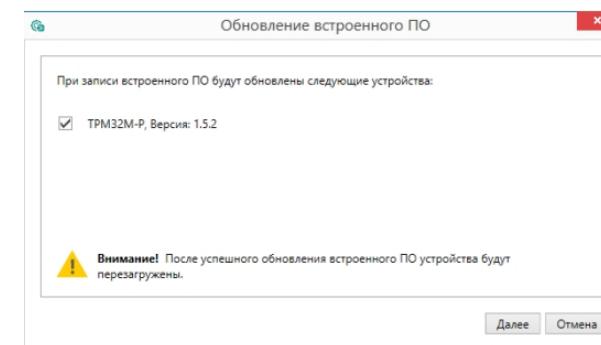 Обновление встроенного ПО
При записи встроенного ПО будут обновлены следующие устройства:
ТРМ32М-Р, Версия: 1.5.2
Внимание! После успешного обновления встроенного ПО устройства будут
перезагружены.
Далее Отмена